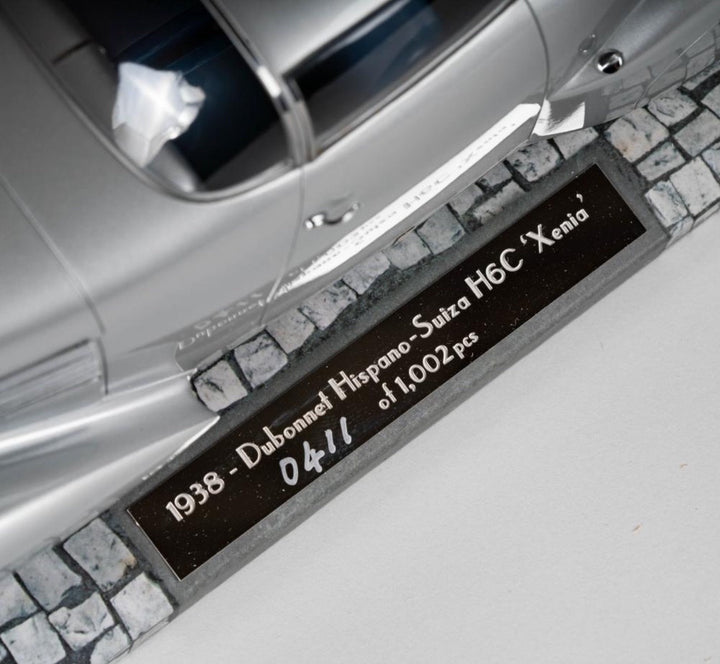 1938 - Dubonnet Hispano-Suiza H6C ‘Xenia’
0411 of 1,002 pcs